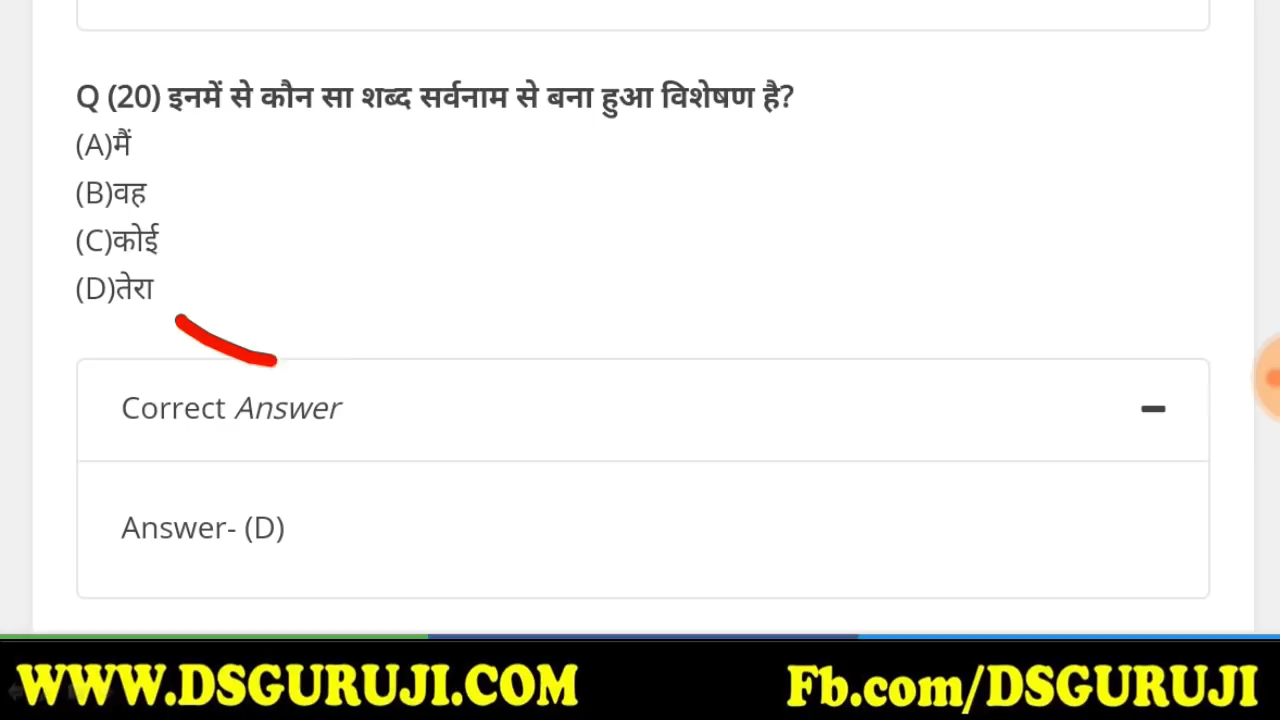 Q (20) इनमें से कौन सा शब्द सर्वनाम से बना हुआ विशेषण है?
(A)मैं
(B)वह
(C)कोई
(D)तेरा
Correct Answer
Answer- (D)
WWW.DSGURUJI.COM
Fb.com/DSGURUJI